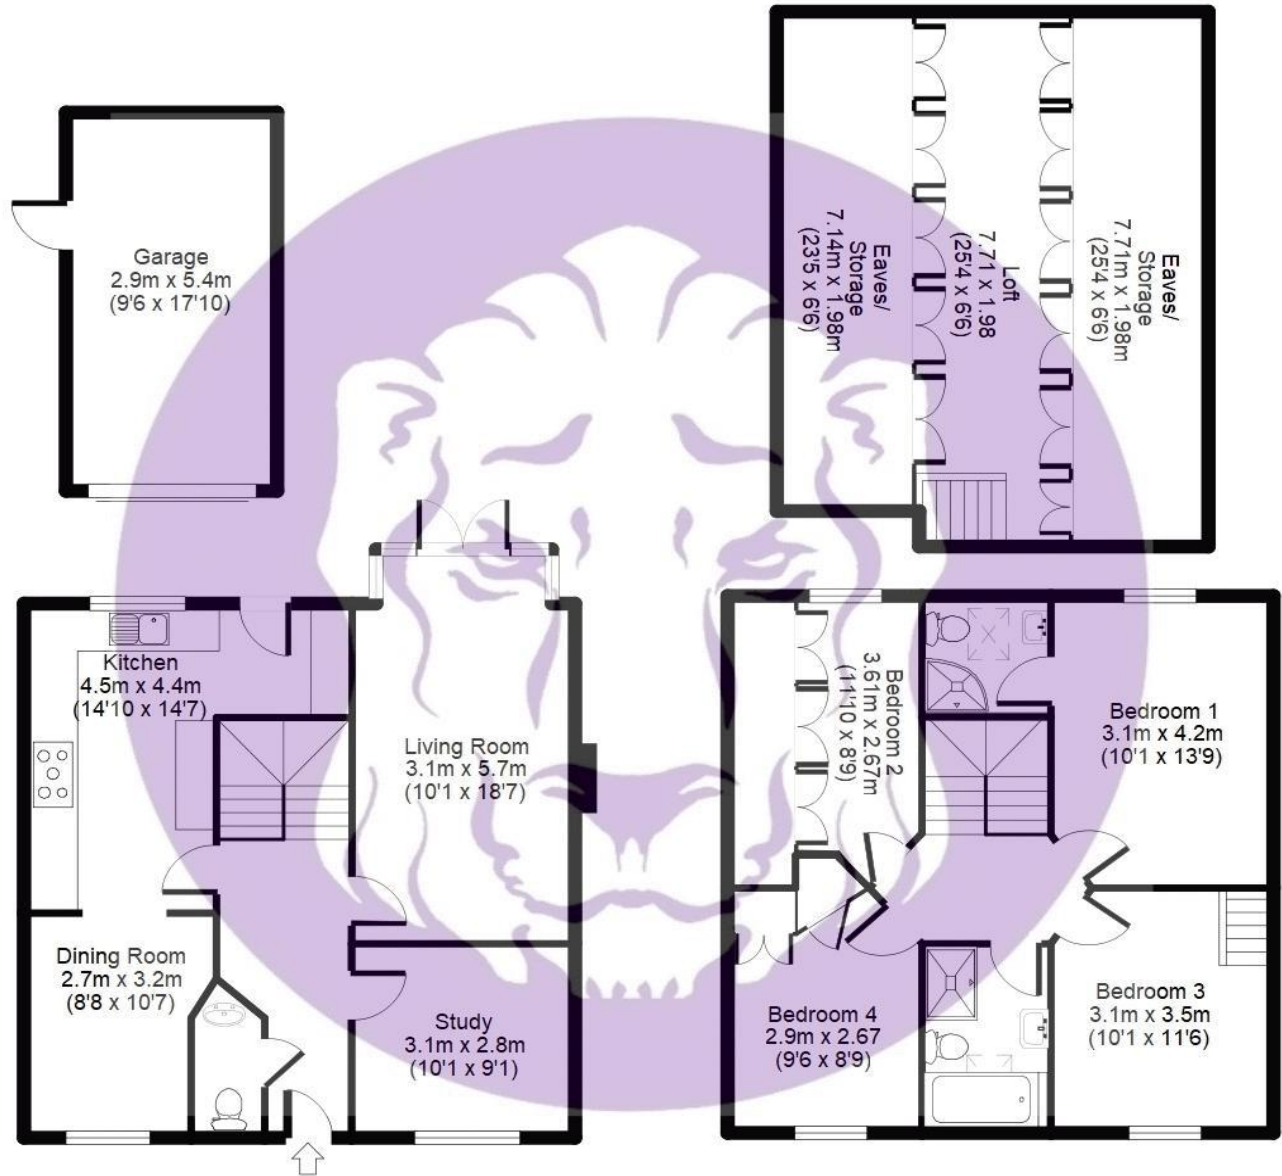 Garage
2.9m x 5.4m
(9'6 x 17'10)
Eaves/
Storage
7.14m x 1.98m
(23'5 x 6'6)
Loft
7.71 x 1.98
(25'4 x 6'6)
Eaves/
Storage
7.71m x 1.98m
(25'4 x 6'6)
Kitchen
4.5m x 4.4m
(14'10 x 14'7)
Living Room
3.1m x 5.7m
(10'1 x 18'7)
Dining Room
2.7m x 3.2m
(8'8 x 10'7)
Study
3.1m x 2.8m
(10'1 x 9'1)
Bedroom 2
3.61m x 2.67m
(11'10 x 8'9)
Bedroom 1
3.1m x 4.2m
(10'1 x 13'9)
Bedroom 4
2.9m x 2.67
(9'6 x 8'9)
Bedroom 3
3.1m x 3.5m
(10'1 x 11'6)